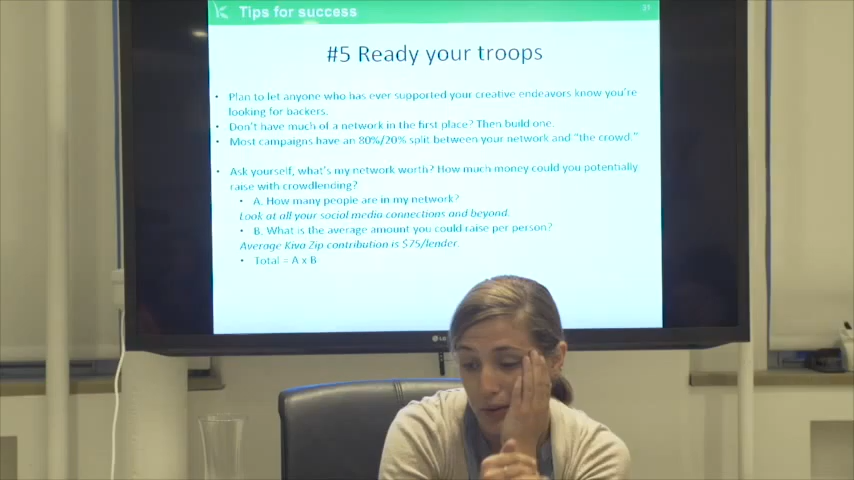 Tips for success
31
#5 Ready your troops
• Plan to let anyone who has ever supported your creative endeavors know you're
looking for backers.
• Don't have much of a network in the first place? Then build one.
• Most campaigns have an 80%/20% split between your network and "the crowd."
• Ask yourself, what's my network worth? How much money could you potentially
raise with crowdlending?
• A. How many people are in my network?
Look at all your social media connections and beyond.
• B. What is the average amount you could raise per person?
Average Kiva Zip contribution is $75/lender.
• Total = A x B
LG